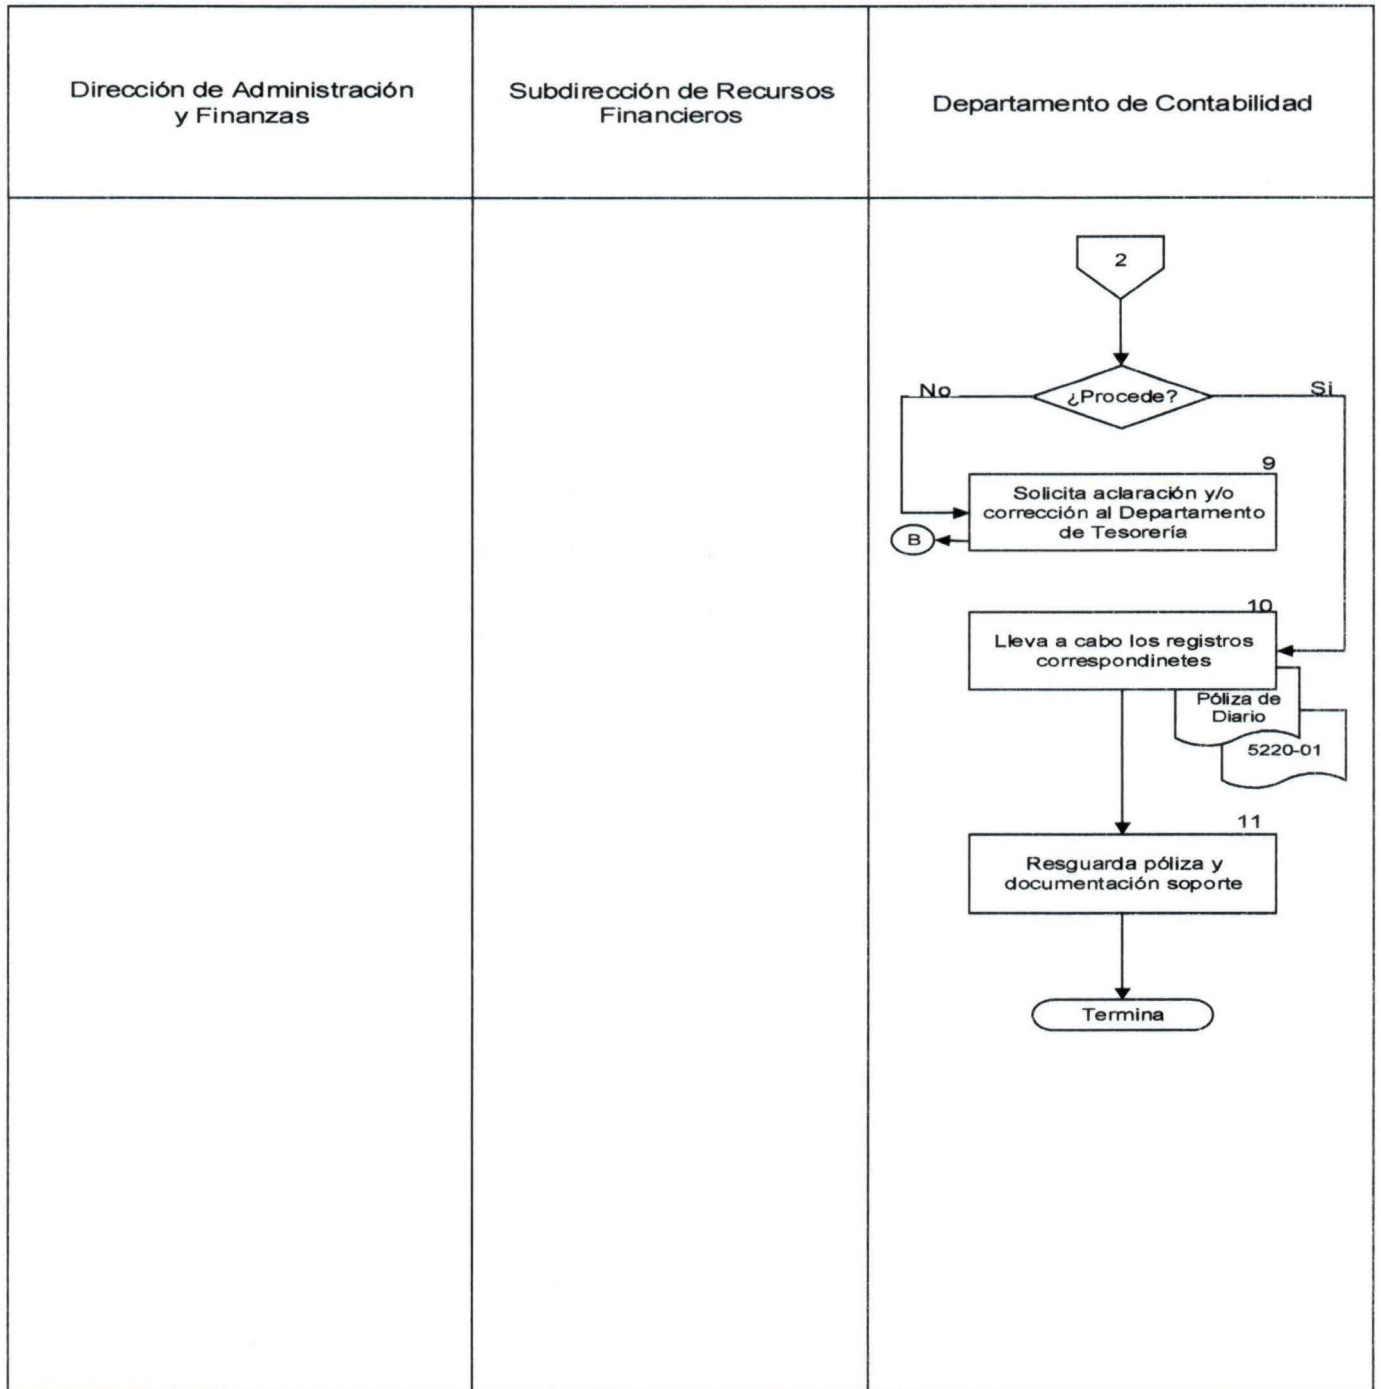 Dirección de Administración
y Finanzas
Subdirección de Recursos
Financieros
Departamento de Contabilidad
2
No
¿Procede?
Si
9
Solicita aclaración y/o
corrección al Departamento
de Tesorería
B
10
Lleva a cabo los registros
correspondinetes
Póliza de
Diario
5220-01
11
Resguarda póliza y
documentación soporte
Termina